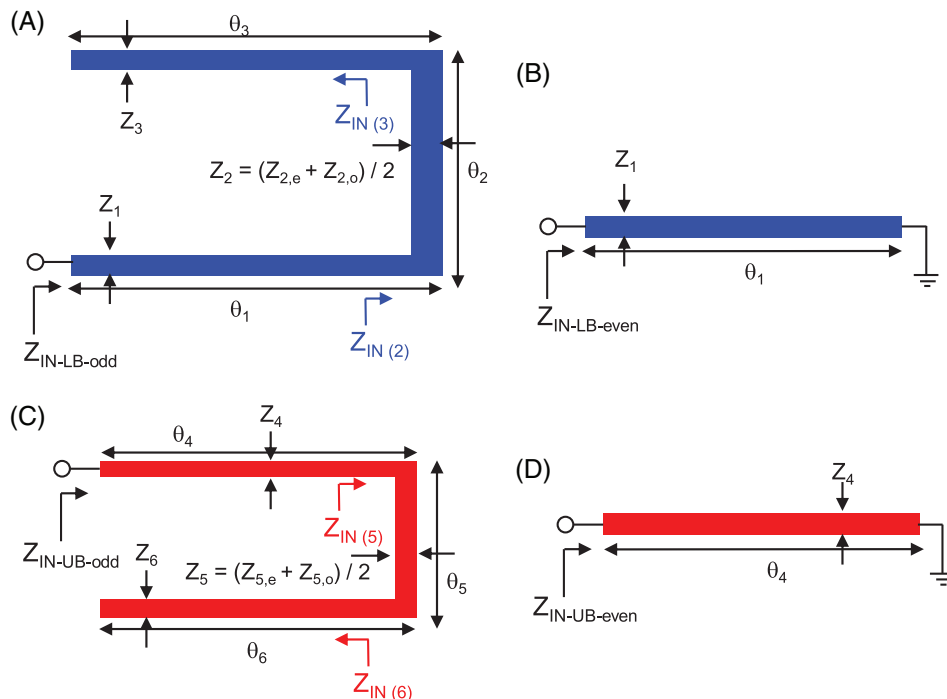 (A)
θ3
Z3
ZIN (3)
Z2 = (Z2,e + Z2,o) / 2
θ2
Z1
θ1
ZIN-LB-odd
ZIN (2)
(B)
Z1
θ1
ZIN-LB-even
(C)
θ4
Z4
ZIN-UB-odd
ZIN (5)
Z6
Z5 = (Z5,e + Z5,o) / 2
θ5
θ6
ZIN (6)
(D)
Z4
θ4
ZIN-UB-even